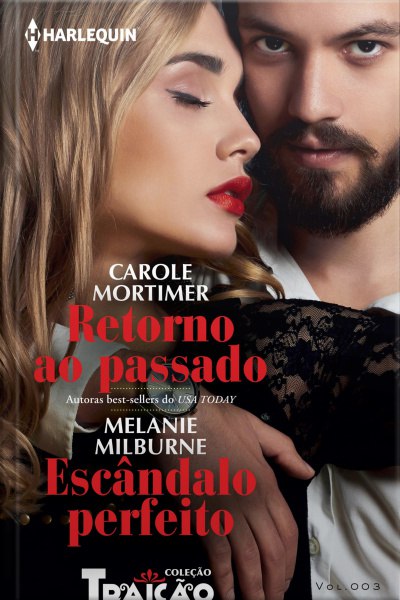 HARLEQUIN
CAROLE
MORTIMER
Retorno
ao passado
Autoras best-sellers do USA TODAY
MELANIE
MILBURNE
Escândalo
perfeito
COLEÇÃO
TRAIÇÃO
VOL.003